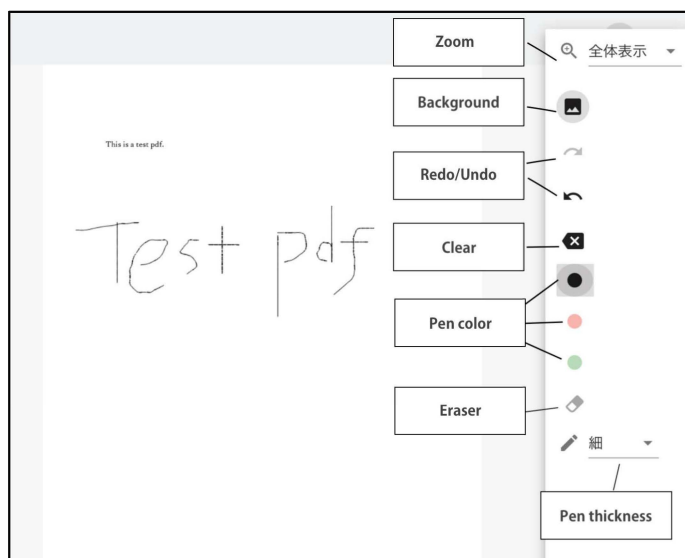 Zoom
全体表示
Background
This is a test pdf.
Redo/Undo
Test pdf
Clear
Pen color
Eraser
細
Pen thickness